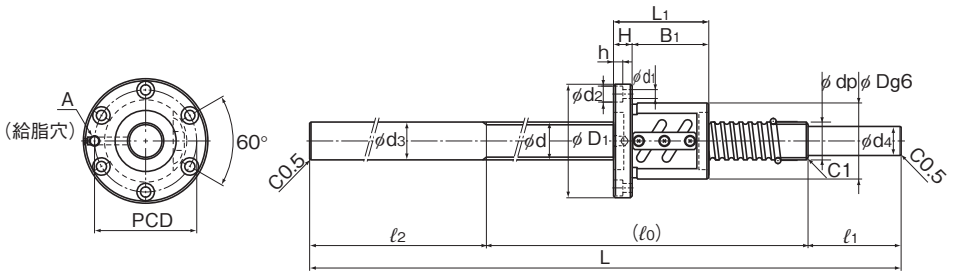 A
(給脂穴)
60°
PCD
L1
H
B1
h
φd1
φd2
φdp
φDg6
φd3
φd
φD1
φd4
C0.5
C1
C0.5
ℓ2
(ℓ0)
ℓ1
L